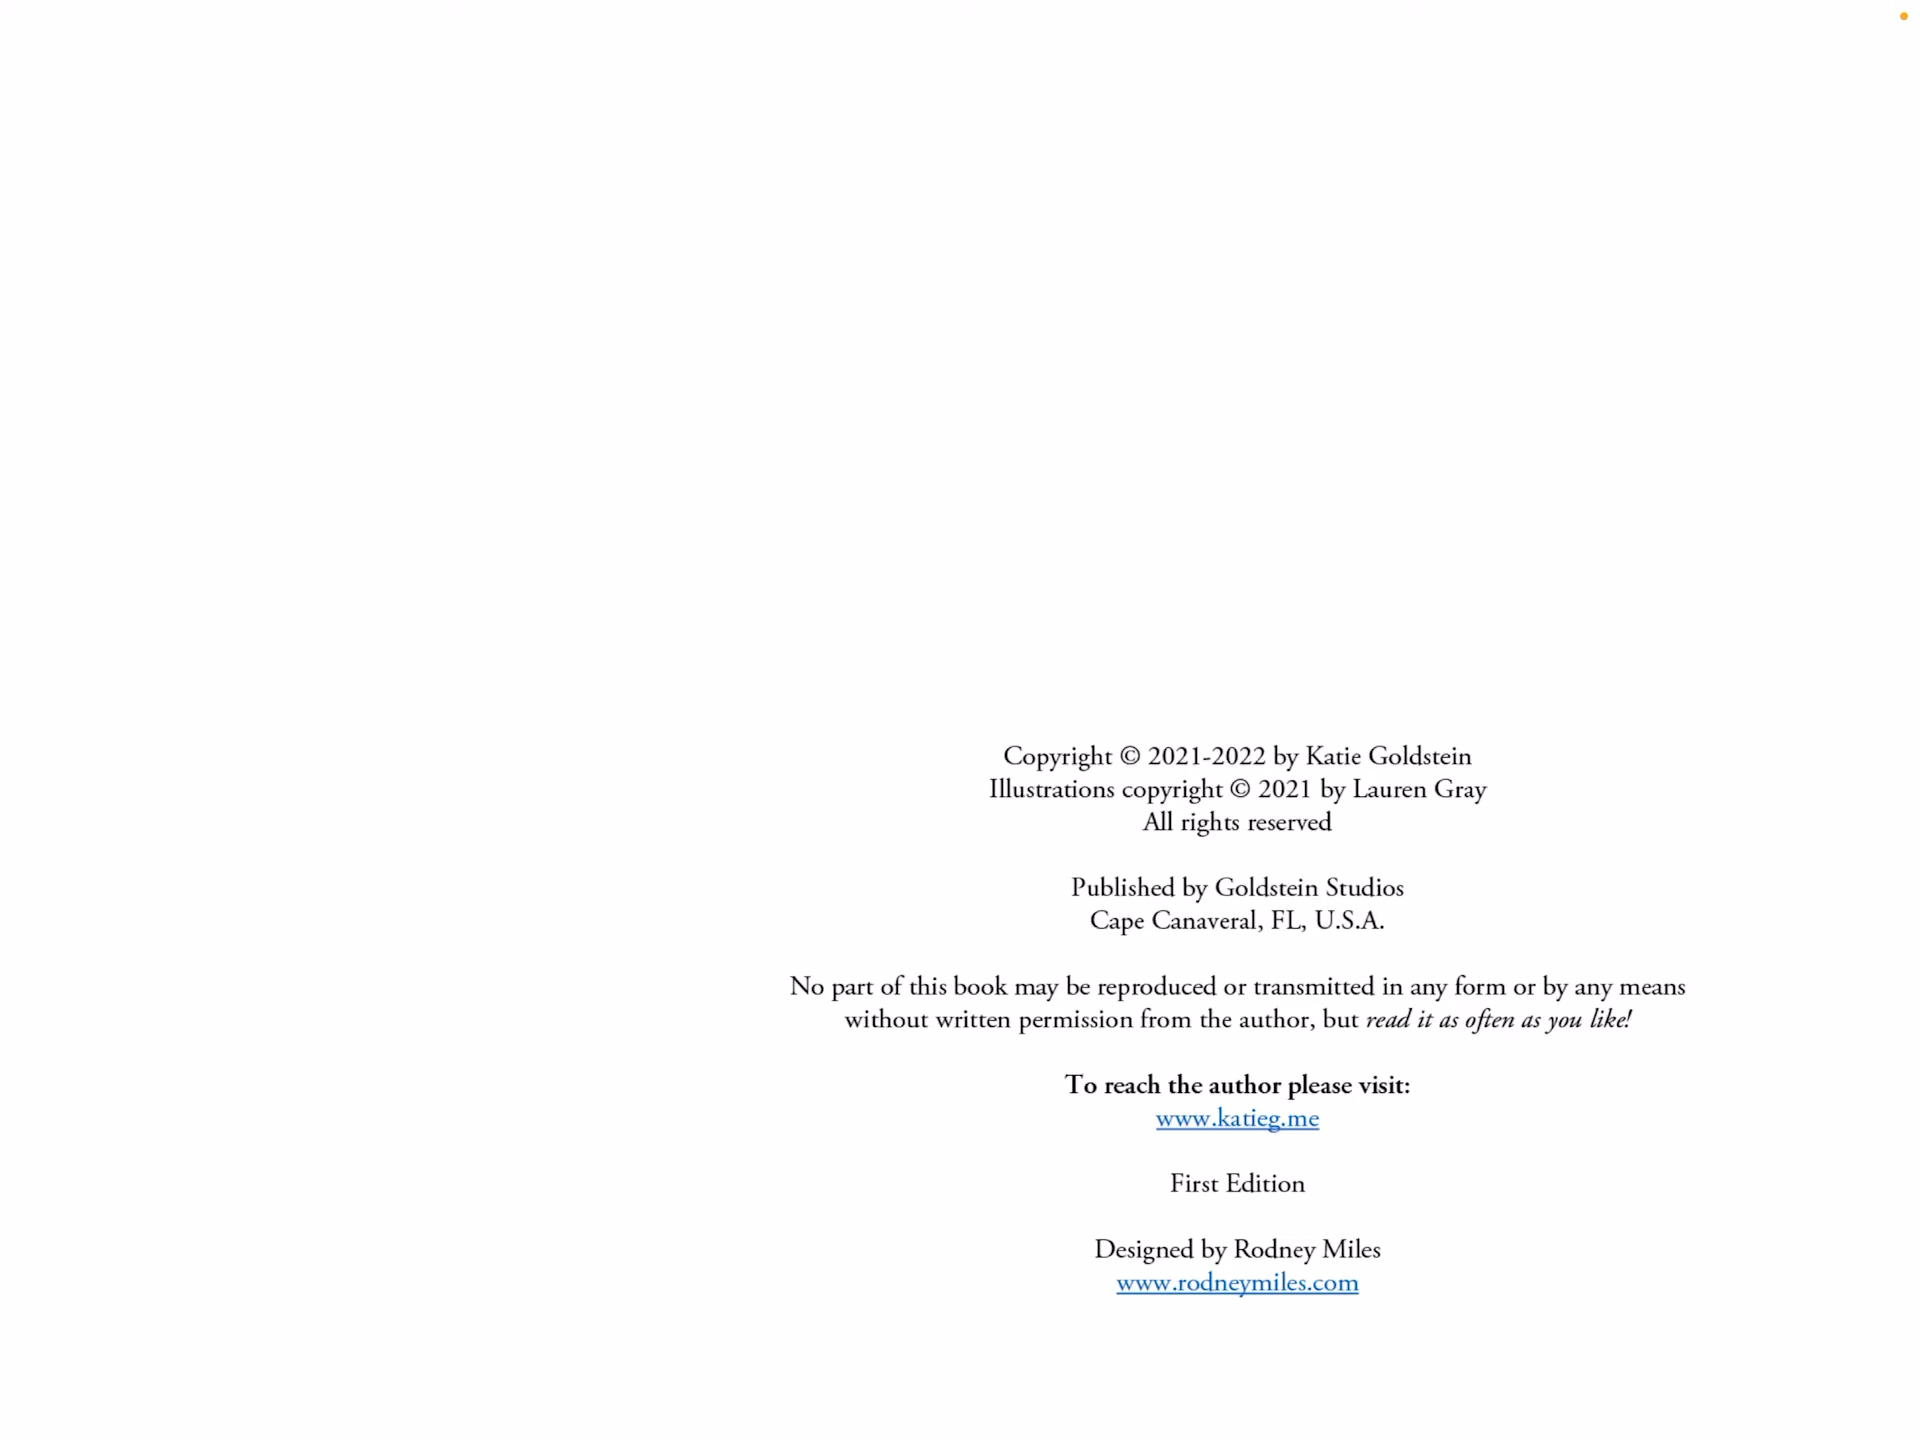 Copyright © 2021-2022 by Katie Goldstein
Illustrations copyright © 2021 by Lauren Gray
All rights reserved
Published by Goldstein Studios
Cape Canaveral, FL, U.S.A.
No part of this book may be reproduced or transmitted in any form or by any means
without written permission from the author, but read it as often as you like!
To reach the author please visit:
www.katieg.me
First Edition
Designed by Rodney Miles
www.rodneymiles.com